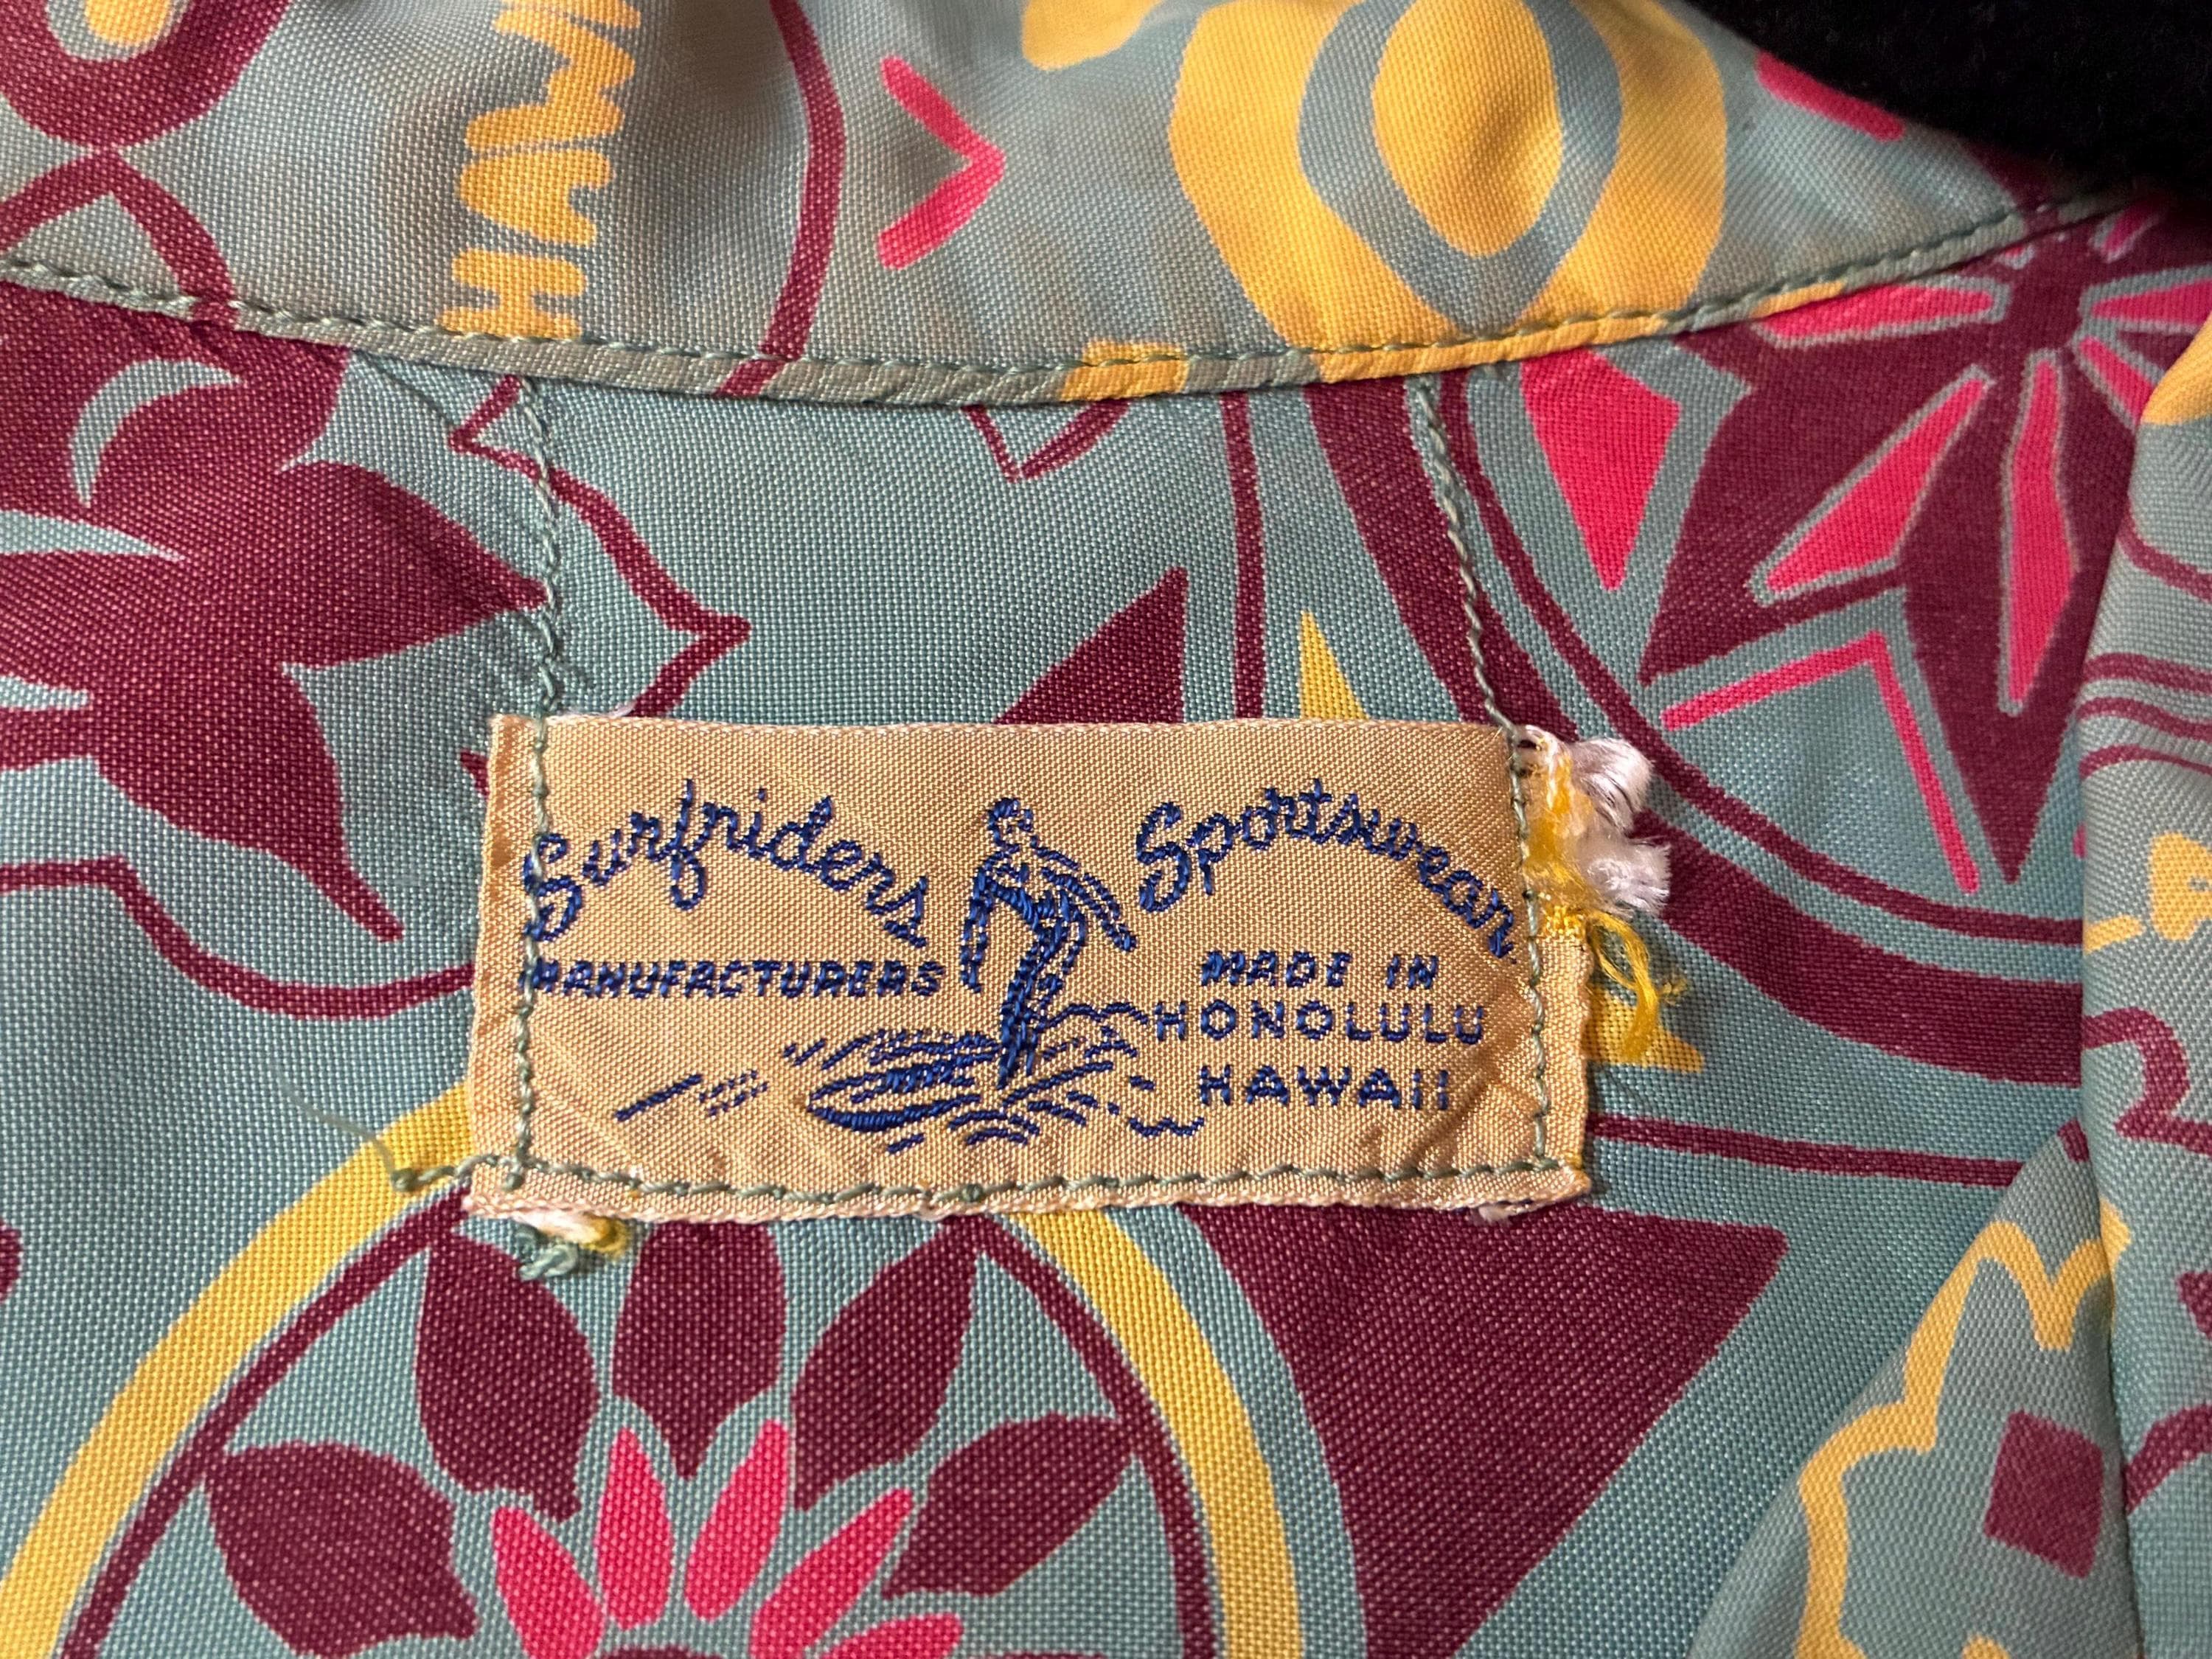 Surfriders Sportswear
MANUFACTURERS
MADE IN
HONOLULU
HAWAII